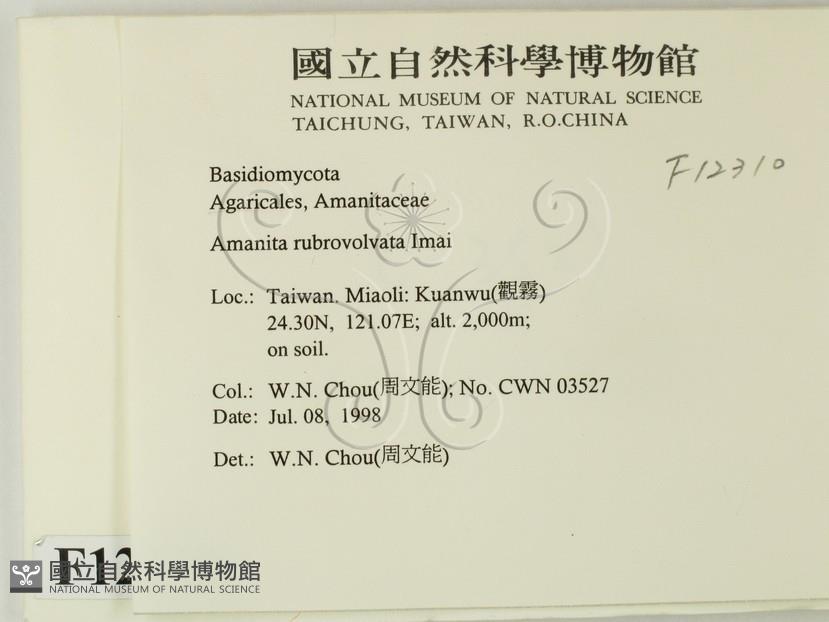 國立自然科學博物館
NATIONAL MUSEUM OF NATURAL SCIENCE
TAICHUNG, TAIWAN, R.O.CHINA
F12310
Basidiomycota
Agaricales, Amanitaceae
Amanita rubrovolvata Imai
Loc.: Taiwan. Miaoli: Kuanwu(觀霧)
24.30N, 121.07E; alt. 2,000m;
on soil.
Col.: W.N. Chou(周文能); No. CWN 03527
Date: Jul. 08, 1998
Det.: W.N. Chou(周文能)
F12
國立自然科學博物館
NATIONAL MUSEUM OF NATURAL SCIENCE